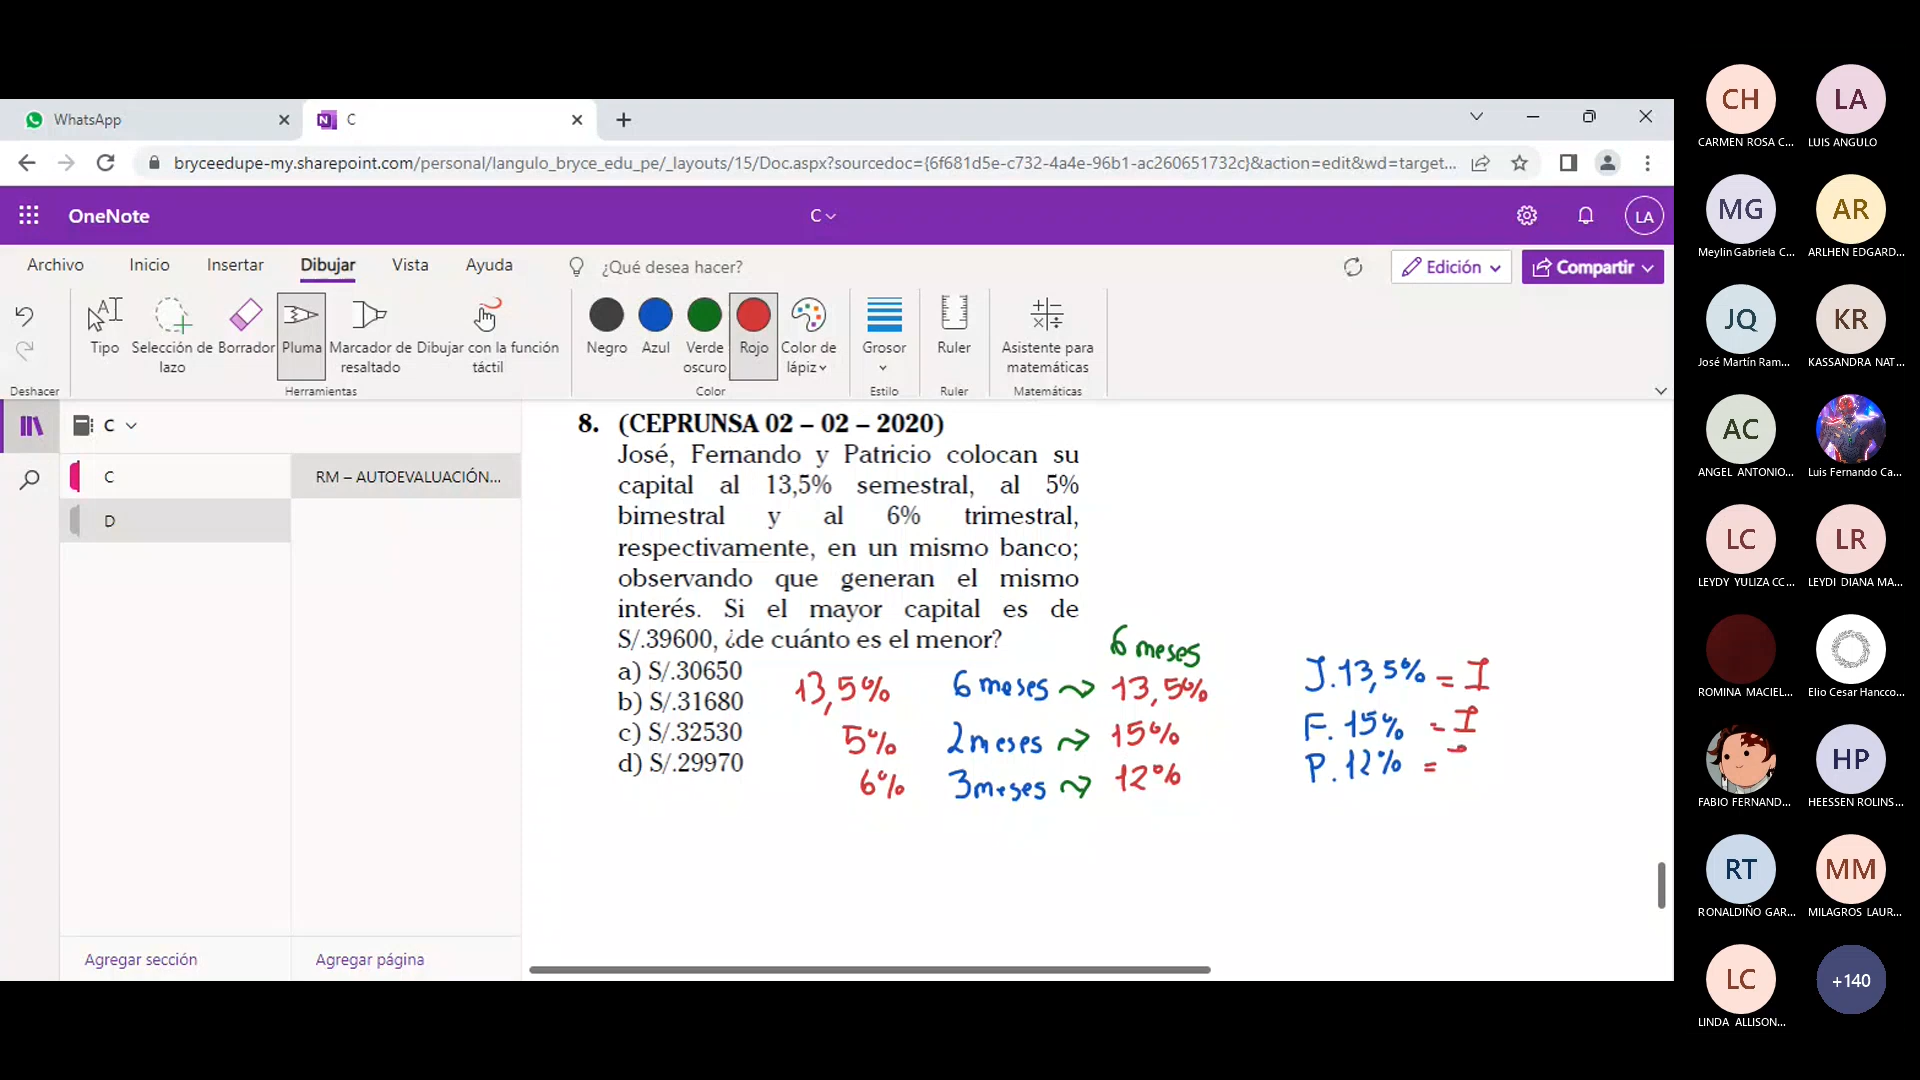 WhatsApp
C
bryceedupe-my.sharepoint.com/personal/langulo_bryce_edu_pe/_layouts/15/Doc.aspx?sourcedoc={6f681d5e-c732-4a4e-96b1-ac260651732c}&action=edit&wd=target...
OneNote
C
LA
Archivo Inicio Insertar Dibujar Vista Ayuda ¿Qué desea hacer? Edición Compartir
Tipo Selección de lazo Borrador Pluma Marcador de resaltado Dibujar con la función táctil Negro Azul Verde oscuro Rojo Color de lápiz Grosor Ruler Asistente para matemáticas
Deshacer Herramientas Color Estilo Ruler Matemáticas
C
C
RM – AUTOEVALUACIÓN...
D
Agregar sección
Agregar página
8. (CEPRUNSA 02 – 02 – 2020)
José, Fernando y Patricio colocan su
capital al 13,5% semestral, al 5%
bimestral y al 6% trimestral,
respectivamente, en un mismo banco;
observando que generan el mismo
interés. Si el mayor capital es de
S/.39600, ¿de cuánto es el menor?
a) S/.30650
b) S/.31680
c) S/.32530
d) S/.29970
6 meses
13,5% 6 meses 13,5%
5% 2 meses 15%
6% 3 meses 12%
J. 13,5% = I
F. 15% = I
P. 12% =
CH
CARMEN ROSA C...
LA
LUIS ANGULO
MG
Meylin Gabriela C...
AR
ARLHEN EDGARD...
JQ
José Martín Ram...
KR
KASSANDRA NAT...
AC
ANGEL ANTONIO...
Luis Fernando Ca...
LC
LEYDY YULIZA CC...
LR
LEYDI DIANA MA...
ROMINA MACIEL...
Elio Cesar Hancco...
FABIO FERNAND...
HP
HEESSEN ROLINS...
RT
RONALDIÑO GAR...
MM
MILAGROS LAUR...
LC
LINDA ALLISON...
+140